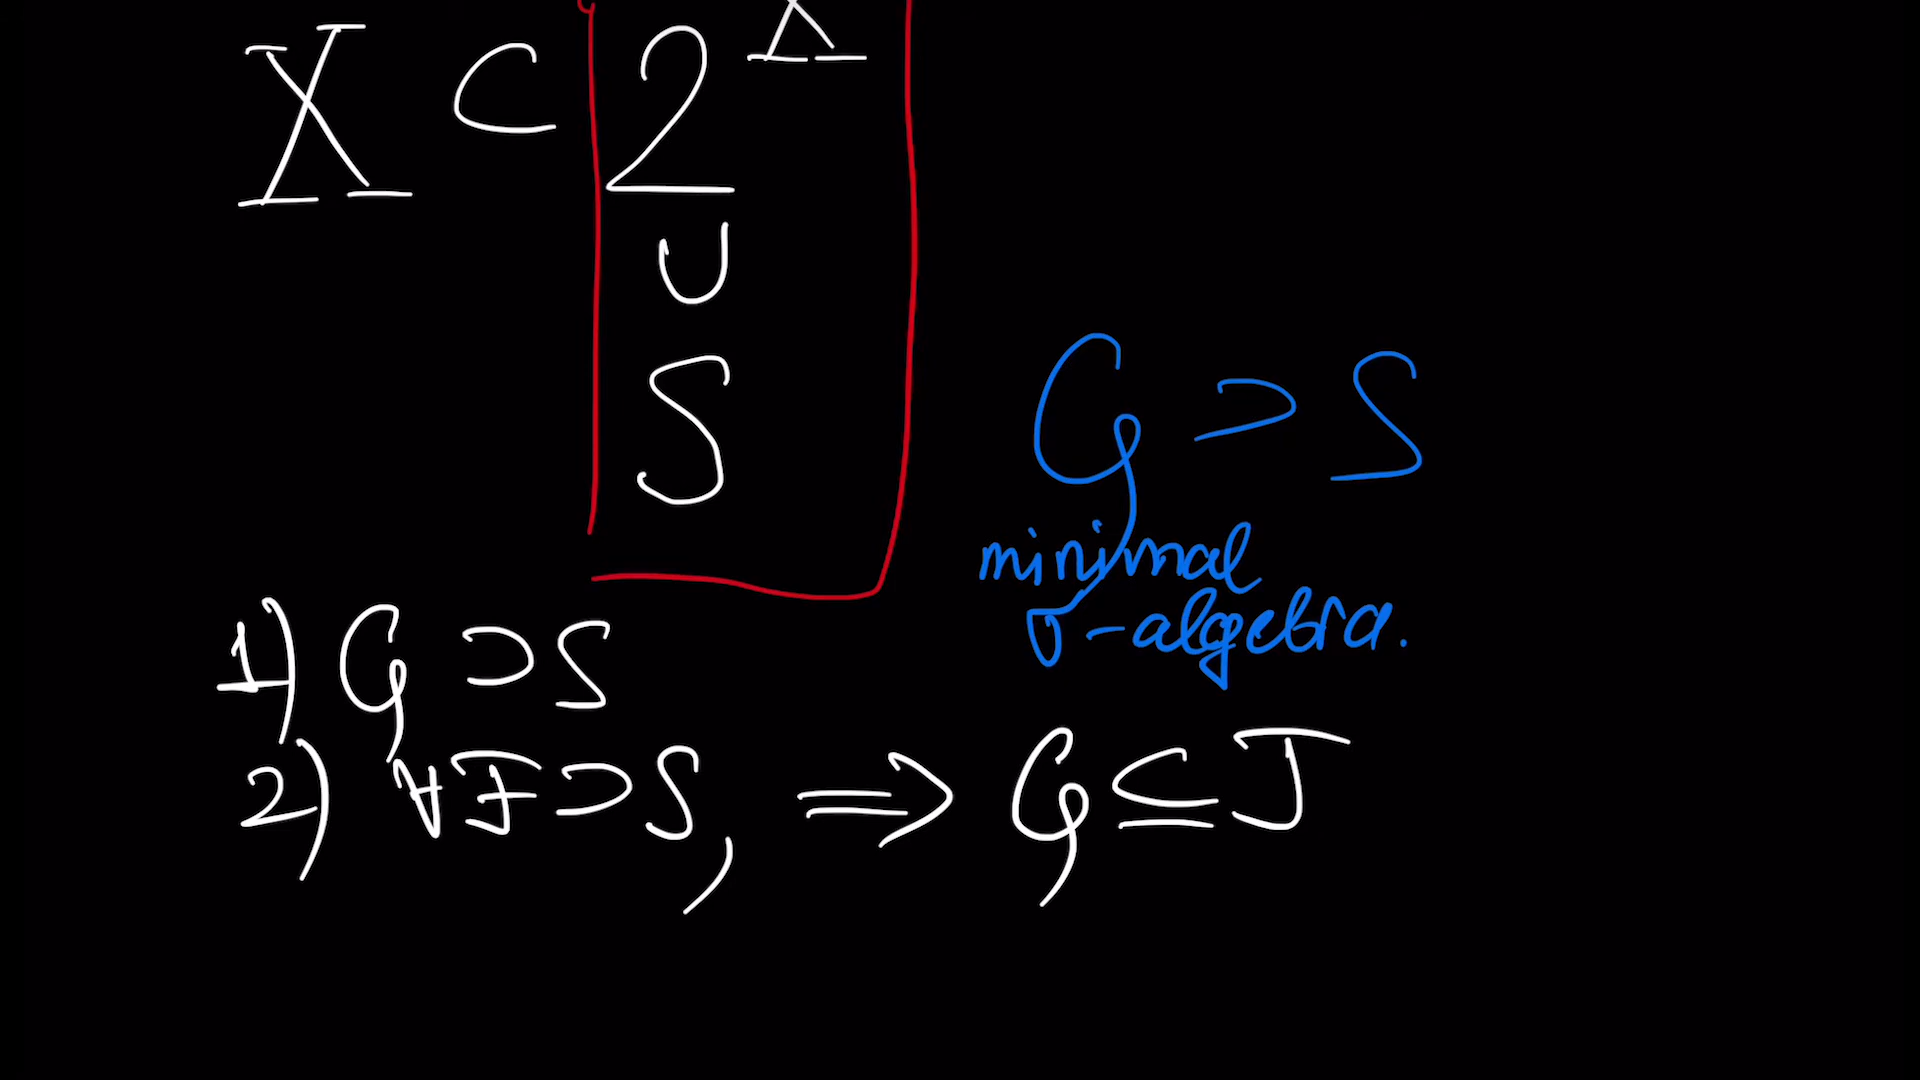 X ⊂ 2^X
∪
S
G ⊃ S
minimal
σ-algebra.
1) G ⊃ S
2) ∀ F ⊃ S, ⟹ G ⊆ J